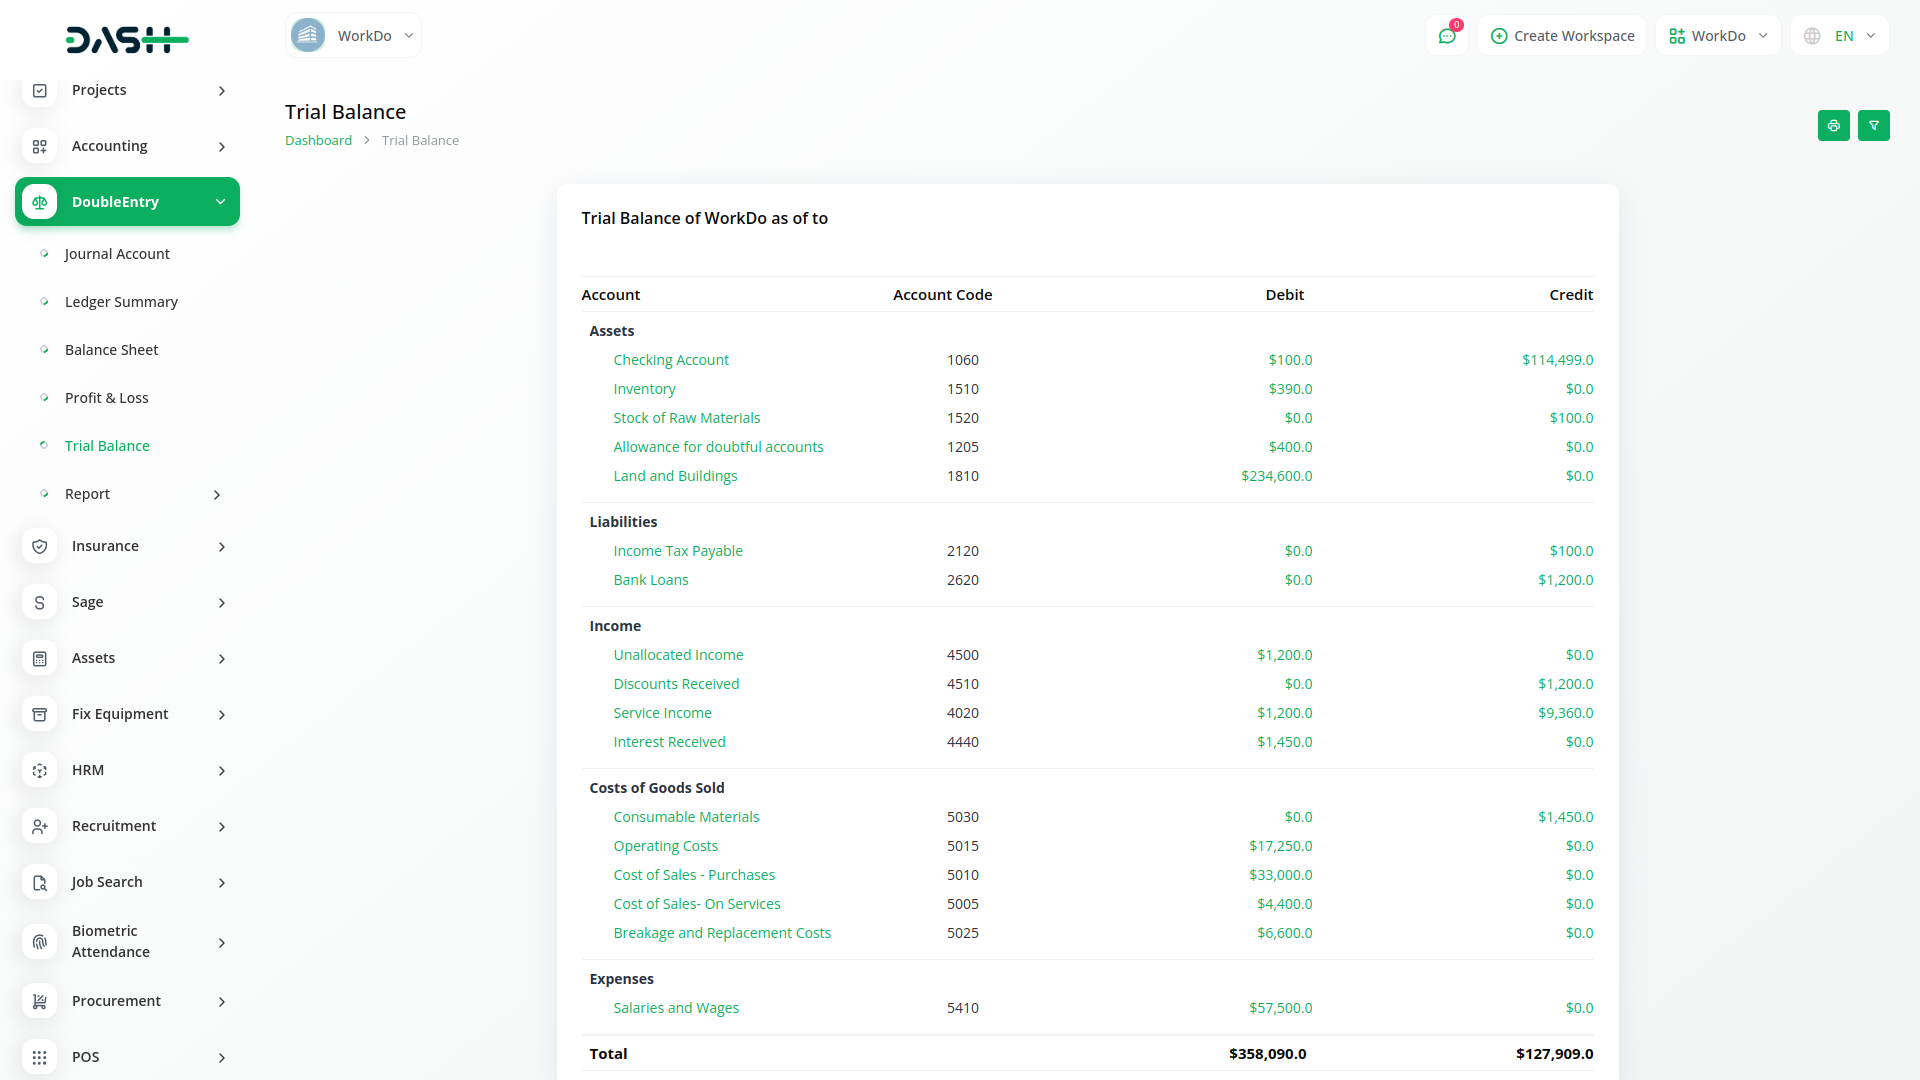 DASH
WorkDo
0
Create Workspace
WorkDo
EN
Projects
Accounting
DoubleEntry
Journal Account
Ledger Summary
Balance Sheet
Profit & Loss
Trial Balance
Report
Insurance
S
Sage
Assets
Fix Equipment
HRM
Recruitment
Job Search
Biometric
Attendance
Procurement
POS
Trial Balance
Dashboard > Trial Balance
Trial Balance of WorkDo as of to
Account Account Code Debit Credit
Assets
Checking Account 1060 $100.0 $114,499.0
Inventory 1510 $390.0 $0.0
Stock of Raw Materials 1520 $0.0 $100.0
Allowance for doubtful accounts 1205 $400.0 $0.0
Land and Buildings 1810 $234,600.0 $0.0
Liabilities
Income Tax Payable 2120 $0.0 $100.0
Bank Loans 2620 $0.0 $1,200.0
Income
Unallocated Income 4500 $1,200.0 $0.0
Discounts Received 4510 $0.0 $1,200.0
Service Income 4020 $1,200.0 $9,360.0
Interest Received 4440 $1,450.0 $0.0
Costs of Goods Sold
Consumable Materials 5030 $0.0 $1,450.0
Operating Costs 5015 $17,250.0 $0.0
Cost of Sales - Purchases 5010 $33,000.0 $0.0
Cost of Sales- On Services 5005 $4,400.0 $0.0
Breakage and Replacement Costs 5025 $6,600.0 $0.0
Expenses
Salaries and Wages 5410 $57,500.0 $0.0
Total $358,090.0 $127,909.0